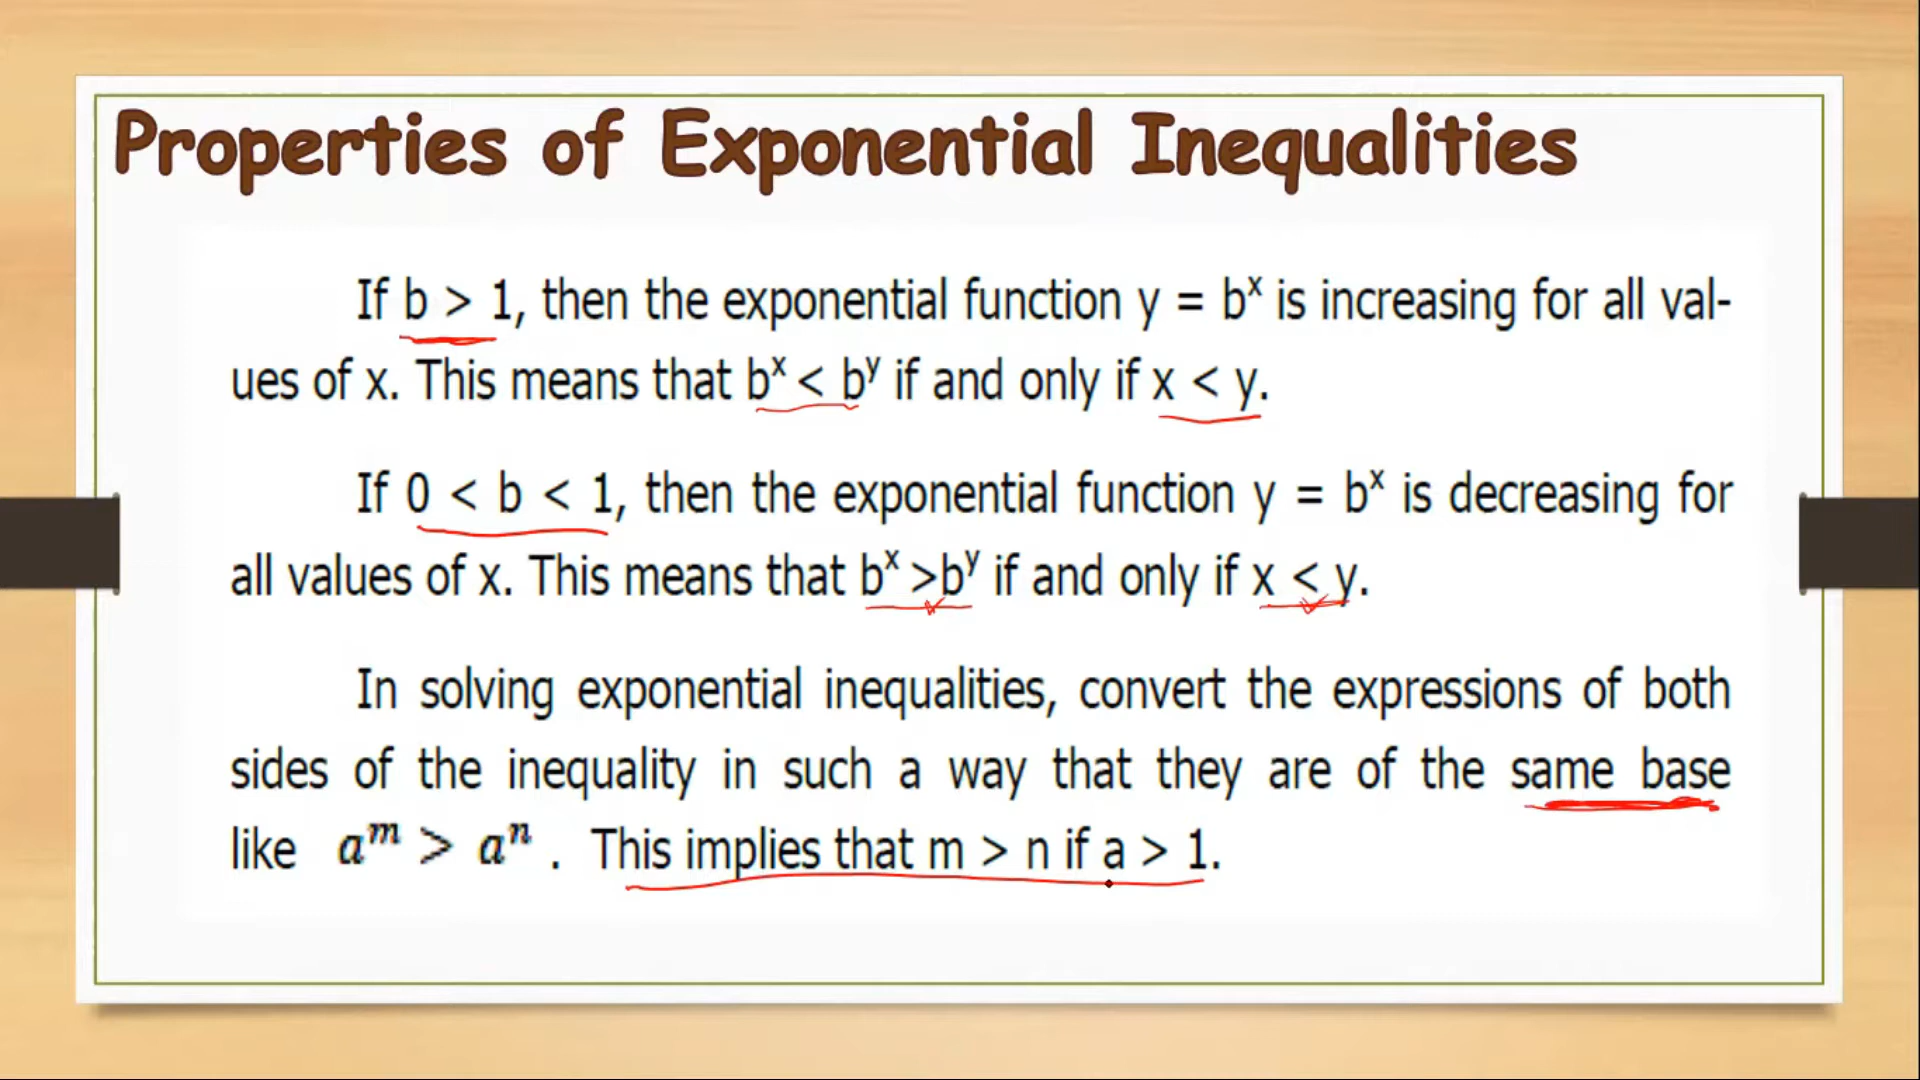 Properties of Exponential Inequalities
If b > 1, then the exponential function y = bˣ is increasing for all val-
ues of x. This means that bˣ < bʸ if and only if x < y.
If 0 < b < 1, then the exponential function y = bˣ is decreasing for
all values of x. This means that bˣ >bʸ if and only if x < y.
In solving exponential inequalities, convert the expressions of both
sides of the inequality in such a way that they are of the same base
like aᵐ > aⁿ . This implies that m > n if a > 1.